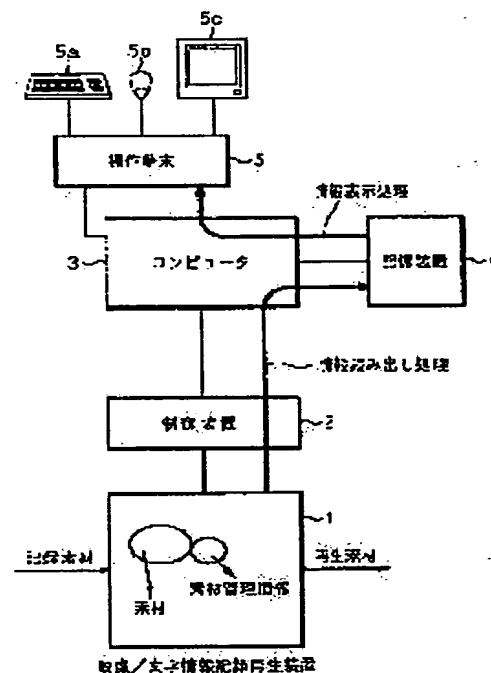 5a
5b
5c
操作端末
5
情報表示処理
3
コンピュータ
記憶装置
4
情報読み出し処理
制御装置
2
1
記録素材
素材
素材管理情報
再生素材
映像/文字情報記録再生装置